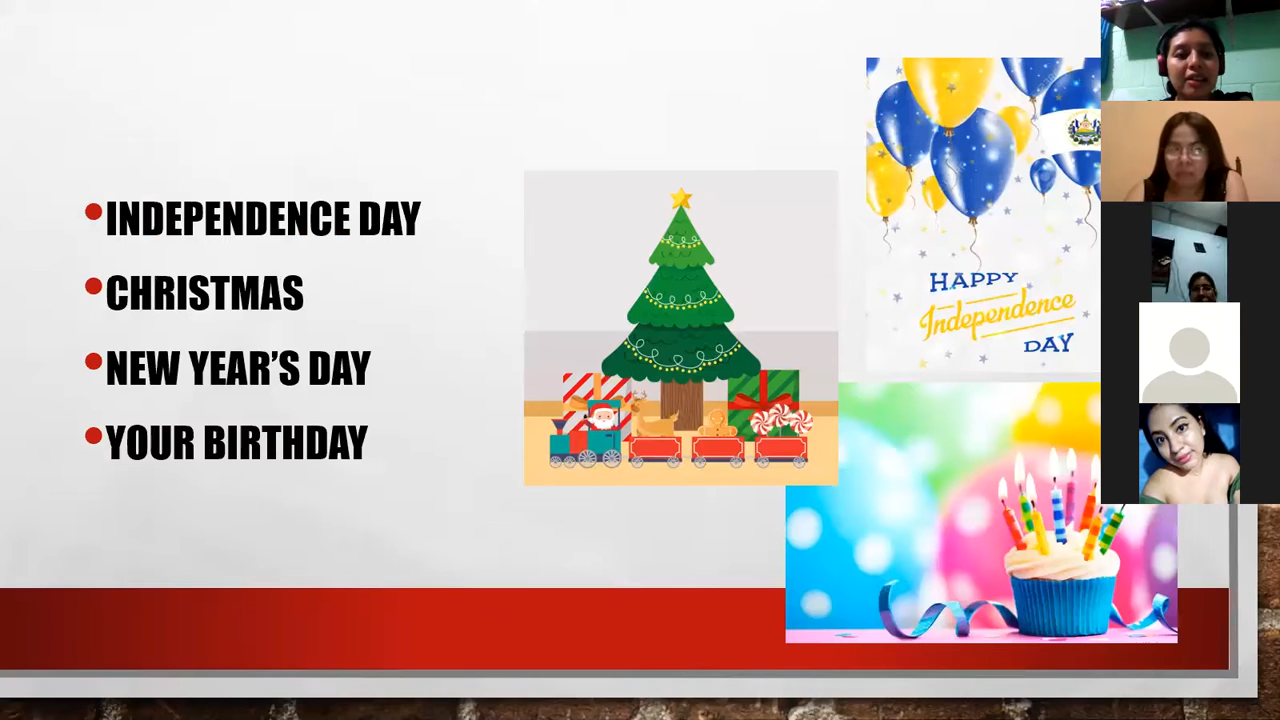 INDEPENDENCE DAY
CHRISTMAS
NEW YEAR'S DAY
YOUR BIRTHDAY
HAPPY
Independence
DAY